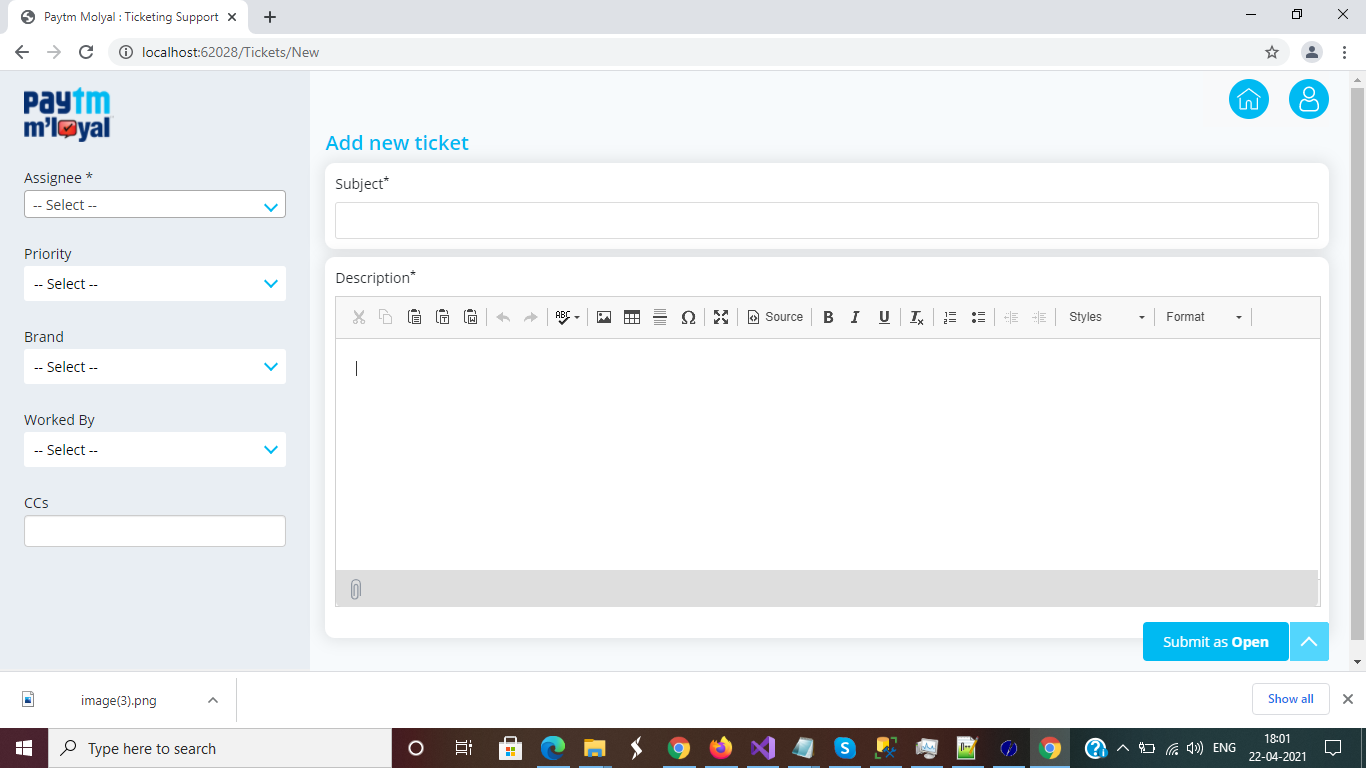 Paytm Molyal : Ticketing Support
localhost:62028/Tickets/New
paytm
m'loyal
Assignee *
-- Select --
Priority
-- Select --
Brand
-- Select --
Worked By
-- Select --
CCs
Add new ticket
Subject*
Description*
ABC
Source
B I U Tx
Styles
Format
Submit as Open
image(3).png
Show all
Type here to search
ENG
18:01
22-04-2021